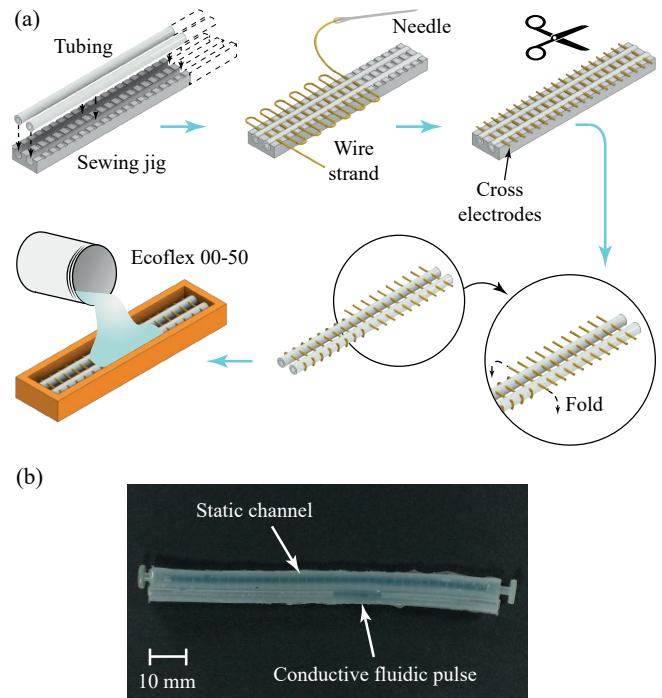 (a)
Tubing
Needle
Sewing jig
Wire
strand
Cross
electrodes
Ecoflex 00-50
Fold
(b)
Static channel
Conductive fluidic pulse
10 mm